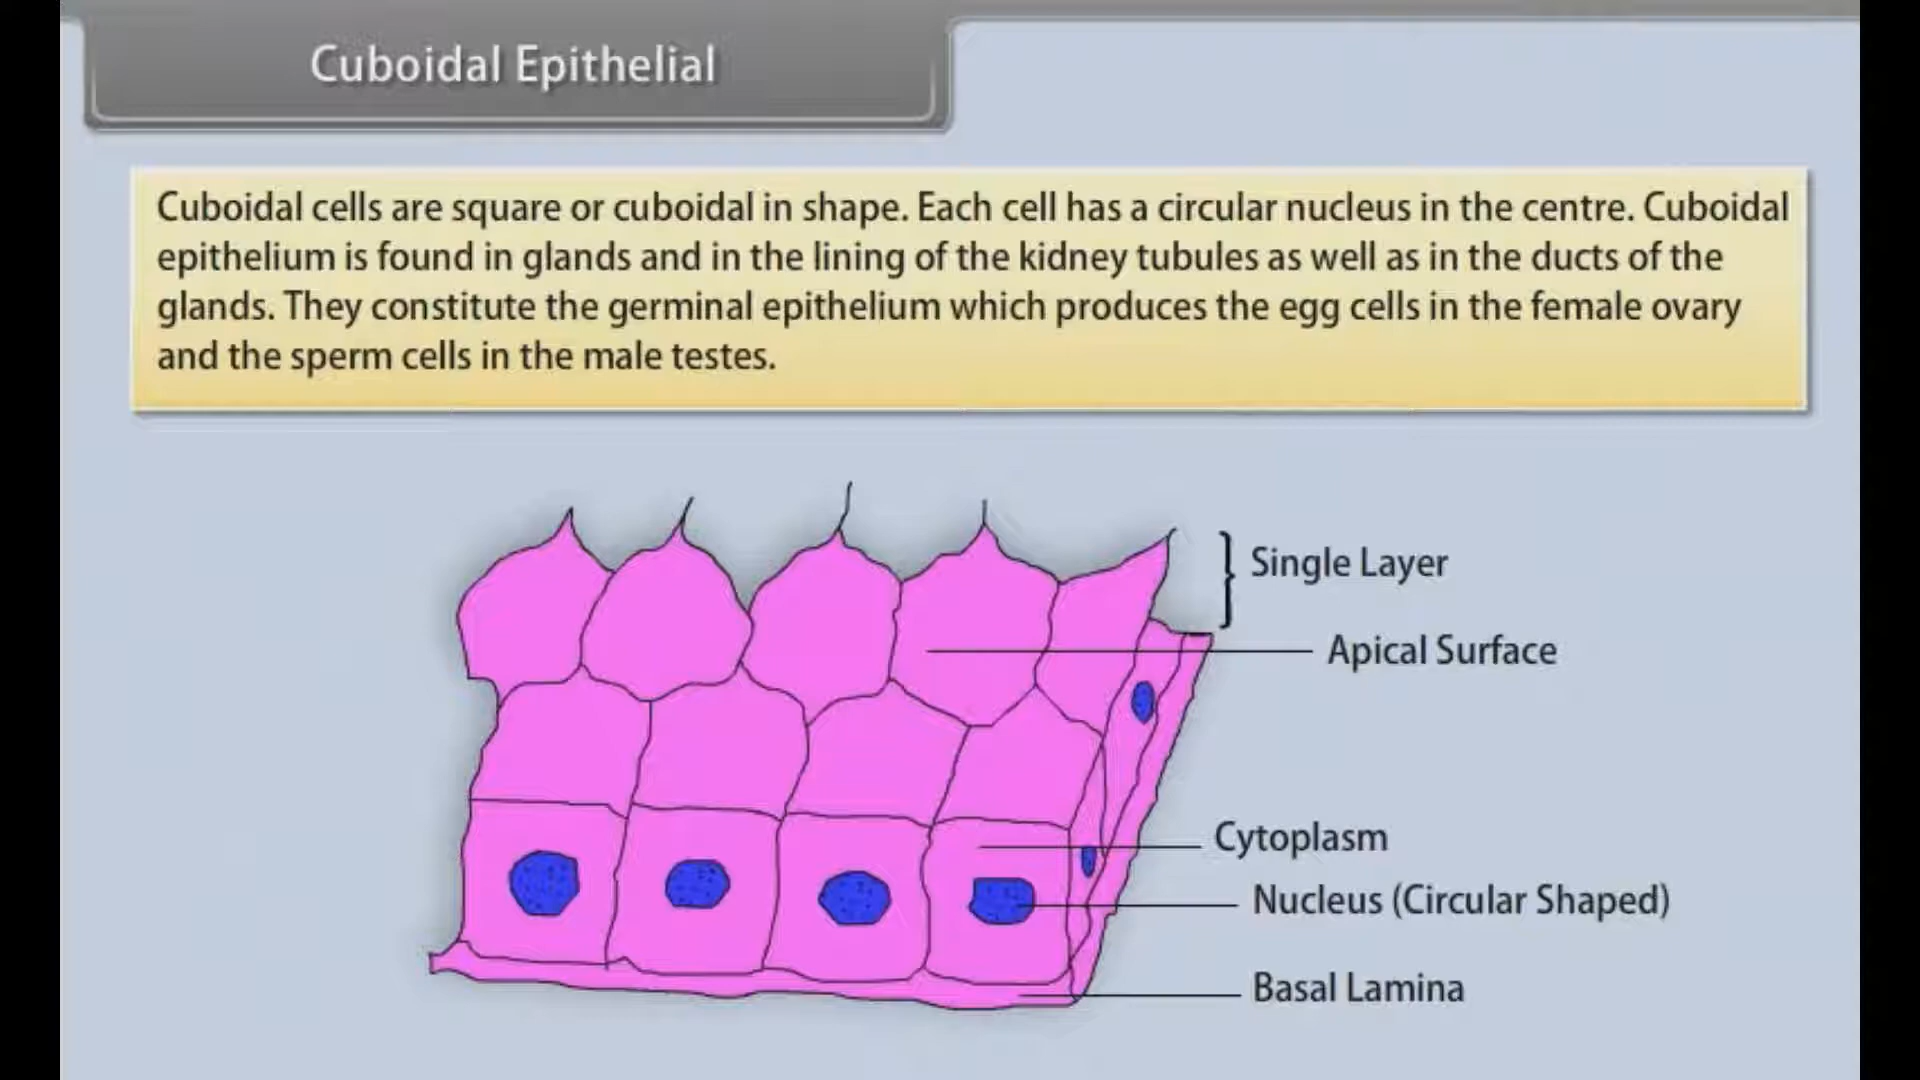 Cuboidal Epithelial
Cuboidal cells are square or cuboidal in shape. Each cell has a circular nucleus in the centre. Cuboidal
epithelium is found in glands and in the lining of the kidney tubules as well as in the ducts of the
glands. They constitute the germinal epithelium which produces the egg cells in the female ovary
and the sperm cells in the male testes.
Single Layer
Apical Surface
Cytoplasm
Nucleus (Circular Shaped)
Basal Lamina